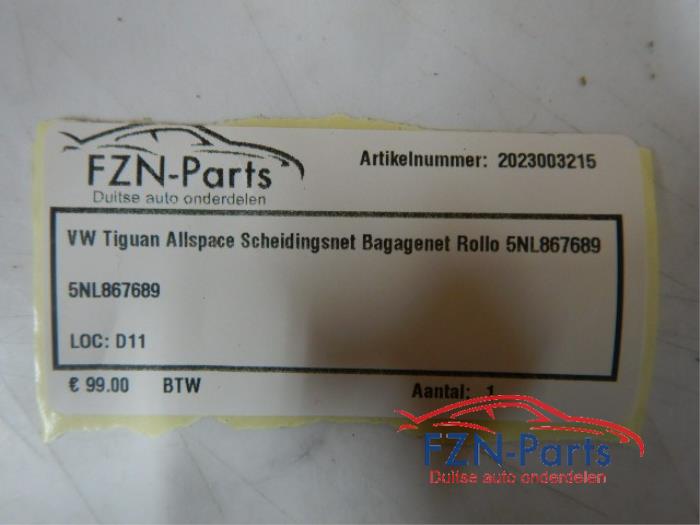 FZN-Parts
Duitse auto onderdelen
Artikelnummer: 2023003215
VW Tiguan Allspace Scheidingsnet Bagagenet Rollo 5NL867689
5NL867689
LOC: D11
€ 99.00 BTW Aantal: 1
FZN-Parts
Duitse auto onderdelen